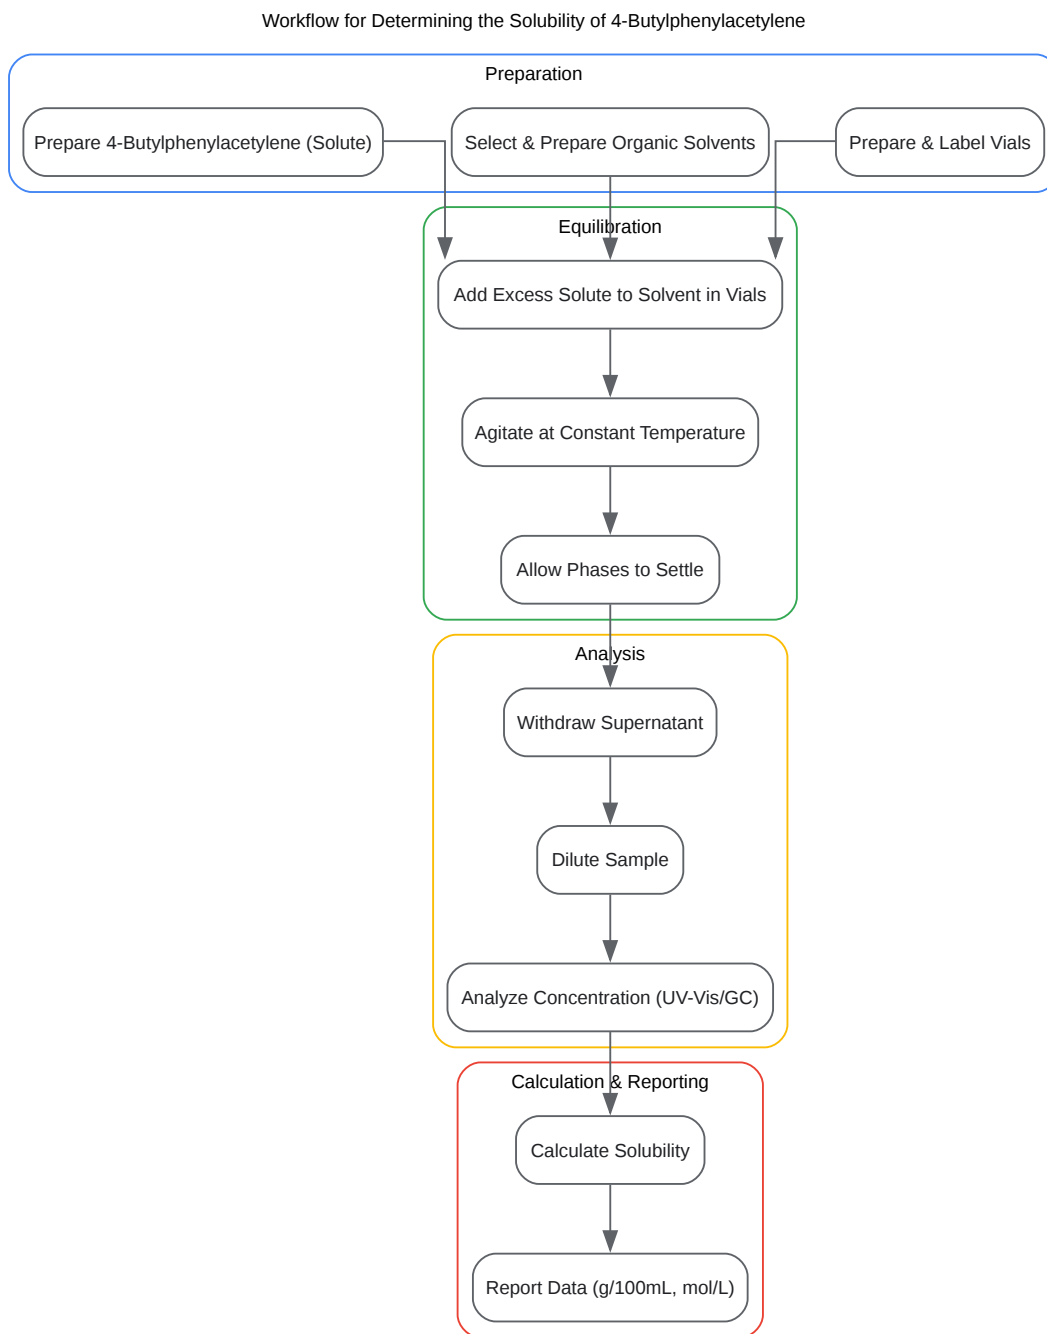 Workflow for Determining the Solubility of 4-Butylphenylacetylene
Preparation
Prepare 4-Butylphenylacetylene (Solute)
Select & Prepare Organic Solvents
Prepare & Label Vials
Equilibration
Add Excess Solute to Solvent in Vials
Agitate at Constant Temperature
Allow Phases to Settle
Analysis
Withdraw Supernatant
Dilute Sample
Analyze Concentration (UV-Vis/GC)
Calculation & Reporting
Calculate Solubility
Report Data (g/100mL, mol/L)